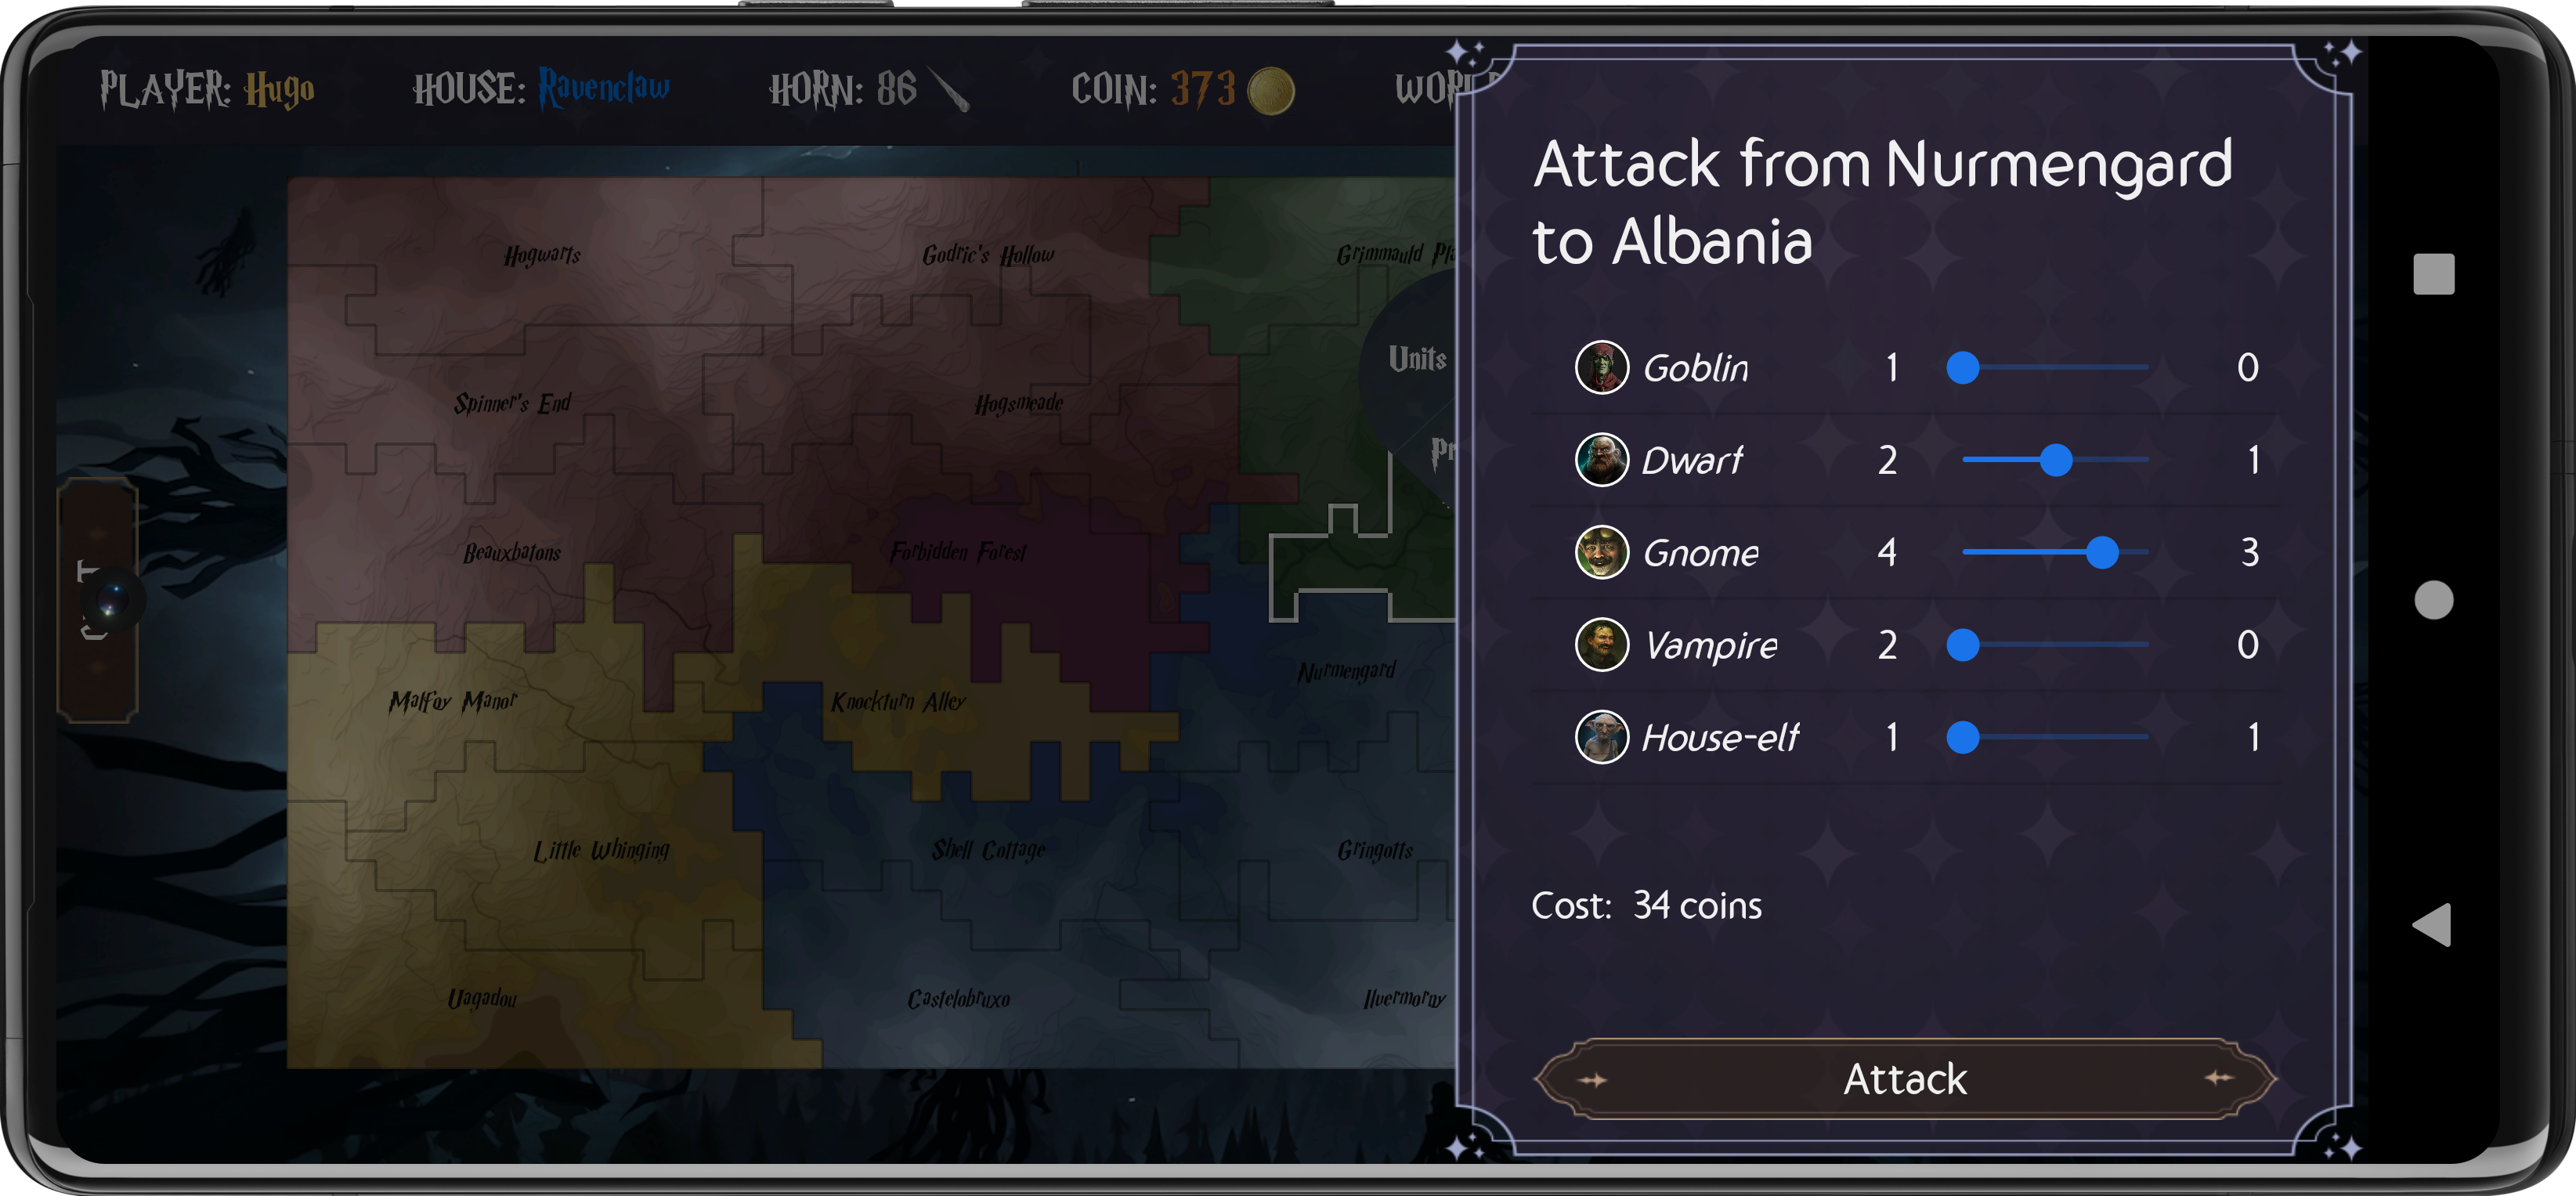 PLAYER: Hugo
HOUSE: Ravenclaw
HORN: 86
COIN: 373
Hogwarts
Godric's Hollow
Grimmauld
Spinner's End
Hogsmeade
Units
Beauxbatons
Forbidden Forest
Malfoy Manor
Knockturn Alley
Nurmengard
Little Whinging
Shell Cottage
Gringotts
Uagadou
Castelobruxo
Ilvermorny
Attack from Nurmengard
to Albania
Goblin 1 0
Dwarf 2 1
Gnome 4 3
Vampire 2 0
House-elf 1 1
Cost: 34 coins
Attack